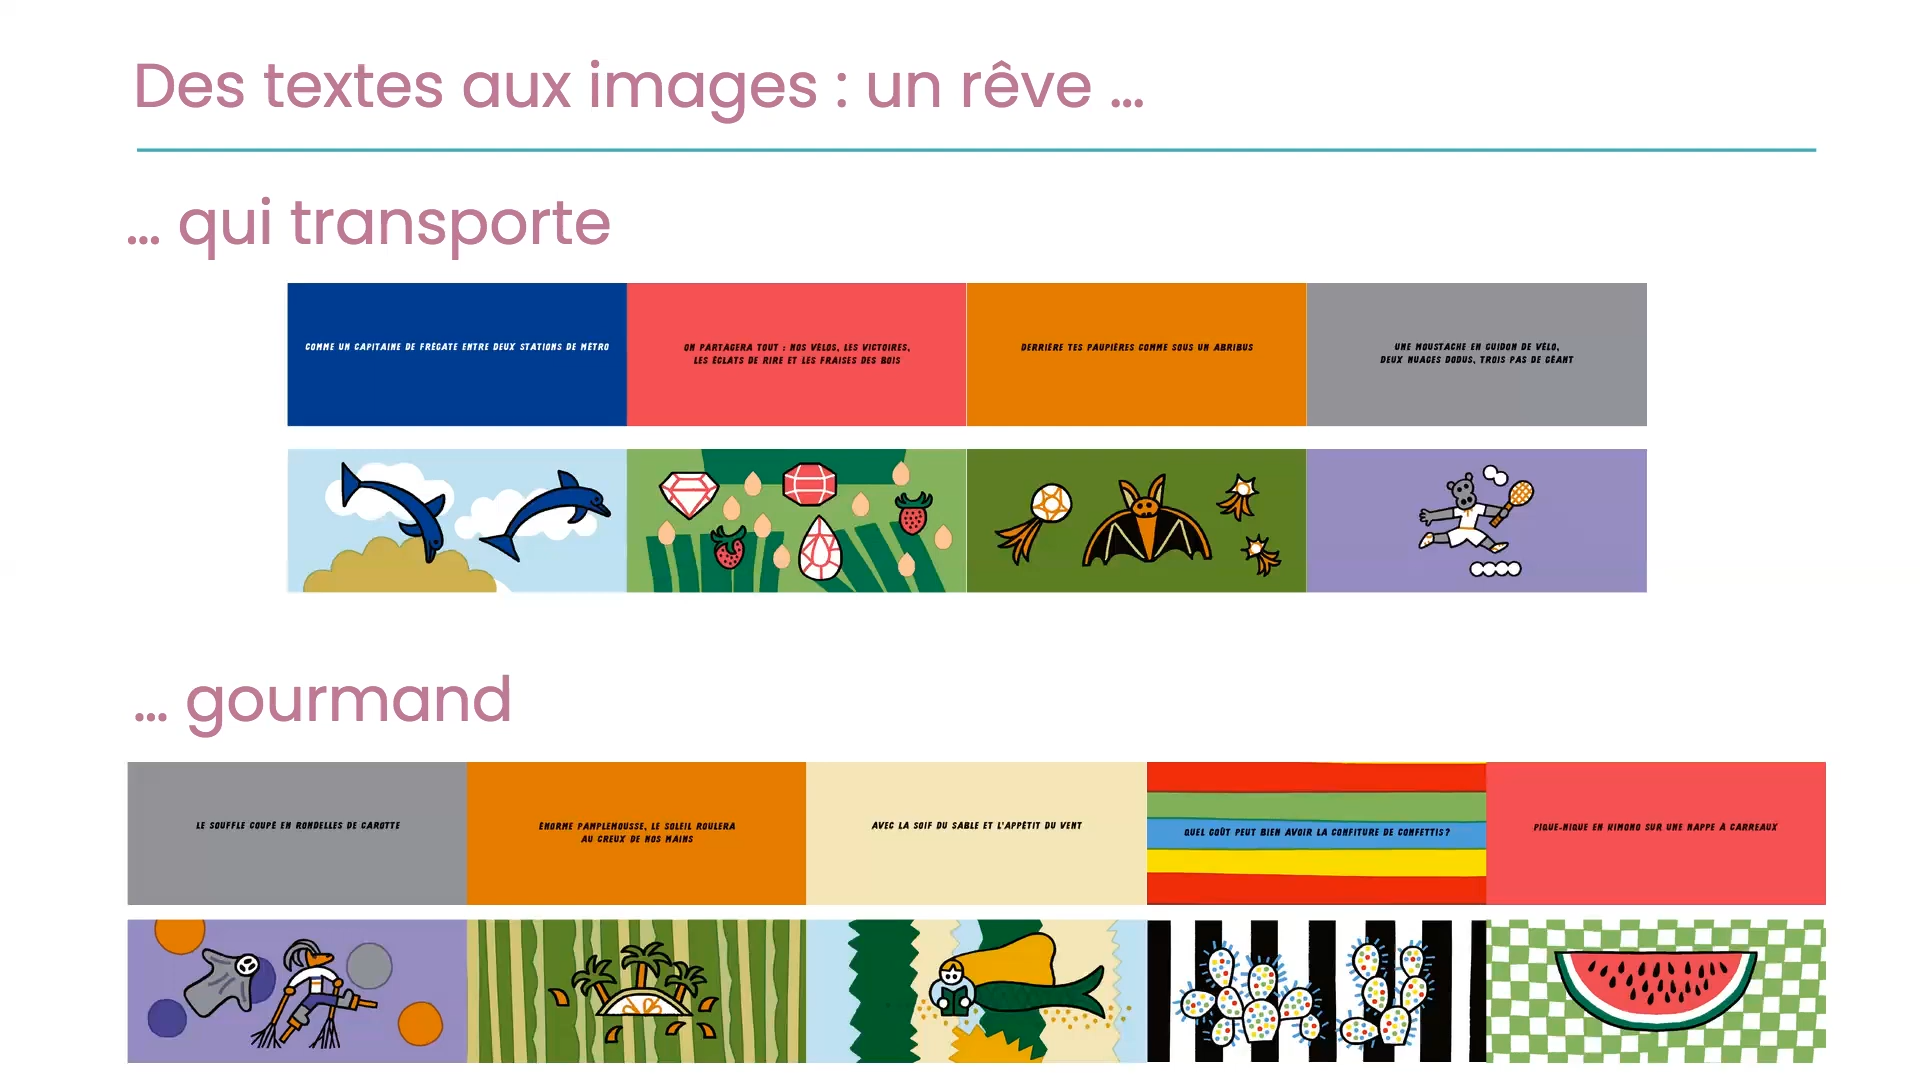 Des textes aux images : un rêve ...
... qui transporte
COMME UN CAPITAINE DE FRÉGATE ENTRE DEUX STATIONS DE MÉTRO
ON PARTAGERA TOUT : NOS VÉLOS, LES VICTOIRES,
LES ÉCLATS DE RIRE ET LES FRAISES DES BOIS
DERRIÈRE TES PAUPIÈRES COMME SOUS UN ABRIBUS
UNE MOUSTACHE EN GUIDON DE VÉLO,
DEUX NUAGES DODUS, TROIS PAS DE GÉANT
... gourmand
LE SOUFFLE COUPÉ EN RONDELLES DE CAROTTE
ÉNORME PAMPLEMOUSSE, LE SOLEIL ROULERA
AU CREUX DE NOS MAINS
AVEC LA SOIF DU SABLE ET L'APPÉTIT DU VENT
QUEL GOÛT PEUT BIEN AVOIR LA CONFITURE DE CONFETTIS?
PIQUE-NIQUE EN KIMONO SUR UNE NAPPE À CARREAUX